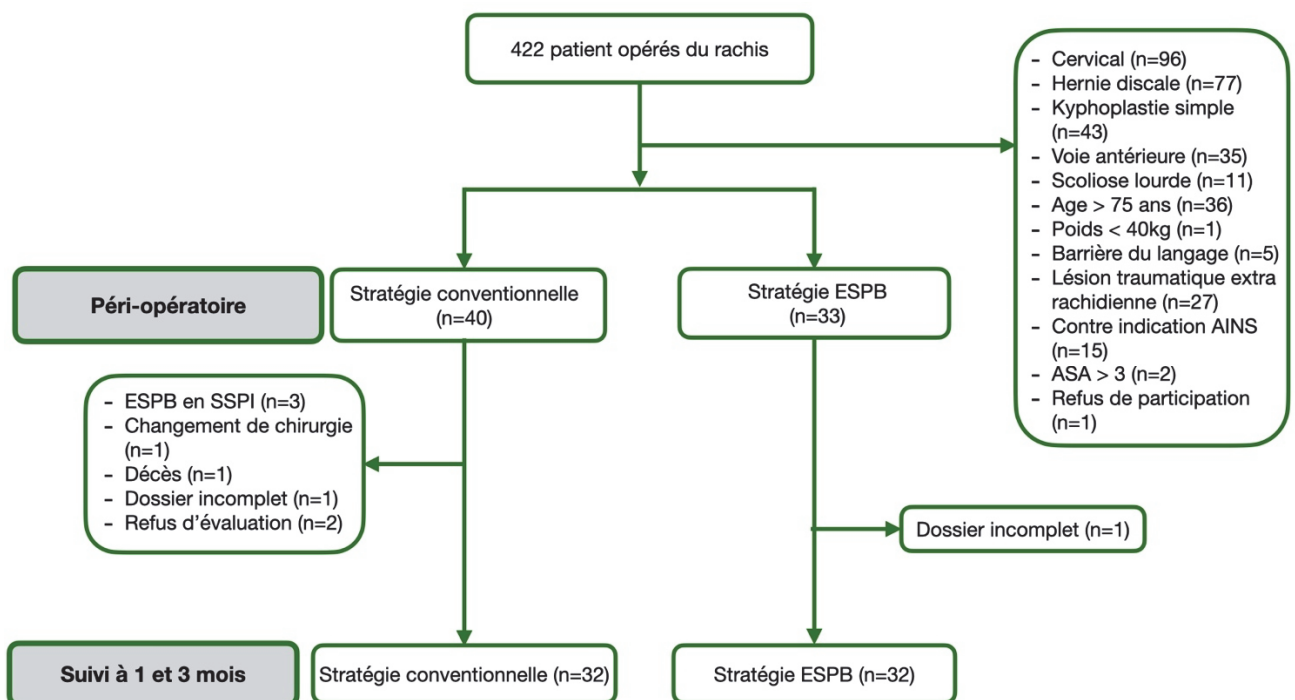 422 patient opérés du rachis
- Cervical (n=96)
- Hernie discale (n=77)
- Kyphoplastie simple
(n=43)
- Voie antérieure (n=35)
- Scoliose lourde (n=11)
- Age > 75 ans (n=36)
- Poids < 40kg (n=1)
- Barrière du langage (n=5)
- Lésion traumatique extra
rachidienne (n=27)
- Contre indication AINS
(n=15)
- ASA > 3 (n=2)
- Refus de participation
(n=1)
Péri-opératoire
Stratégie conventionnelle
(n=40)
Stratégie ESPB
(n=33)
- ESPB en SSPI (n=3)
- Changement de chirurgie
(n=1)
- Décès (n=1)
- Dossier incomplet (n=1)
- Refus d'évaluation (n=2)
Dossier incomplet (n=1)
Suivi à 1 et 3 mois
Stratégie conventionnelle (n=32)
Stratégie ESPB (n=32)